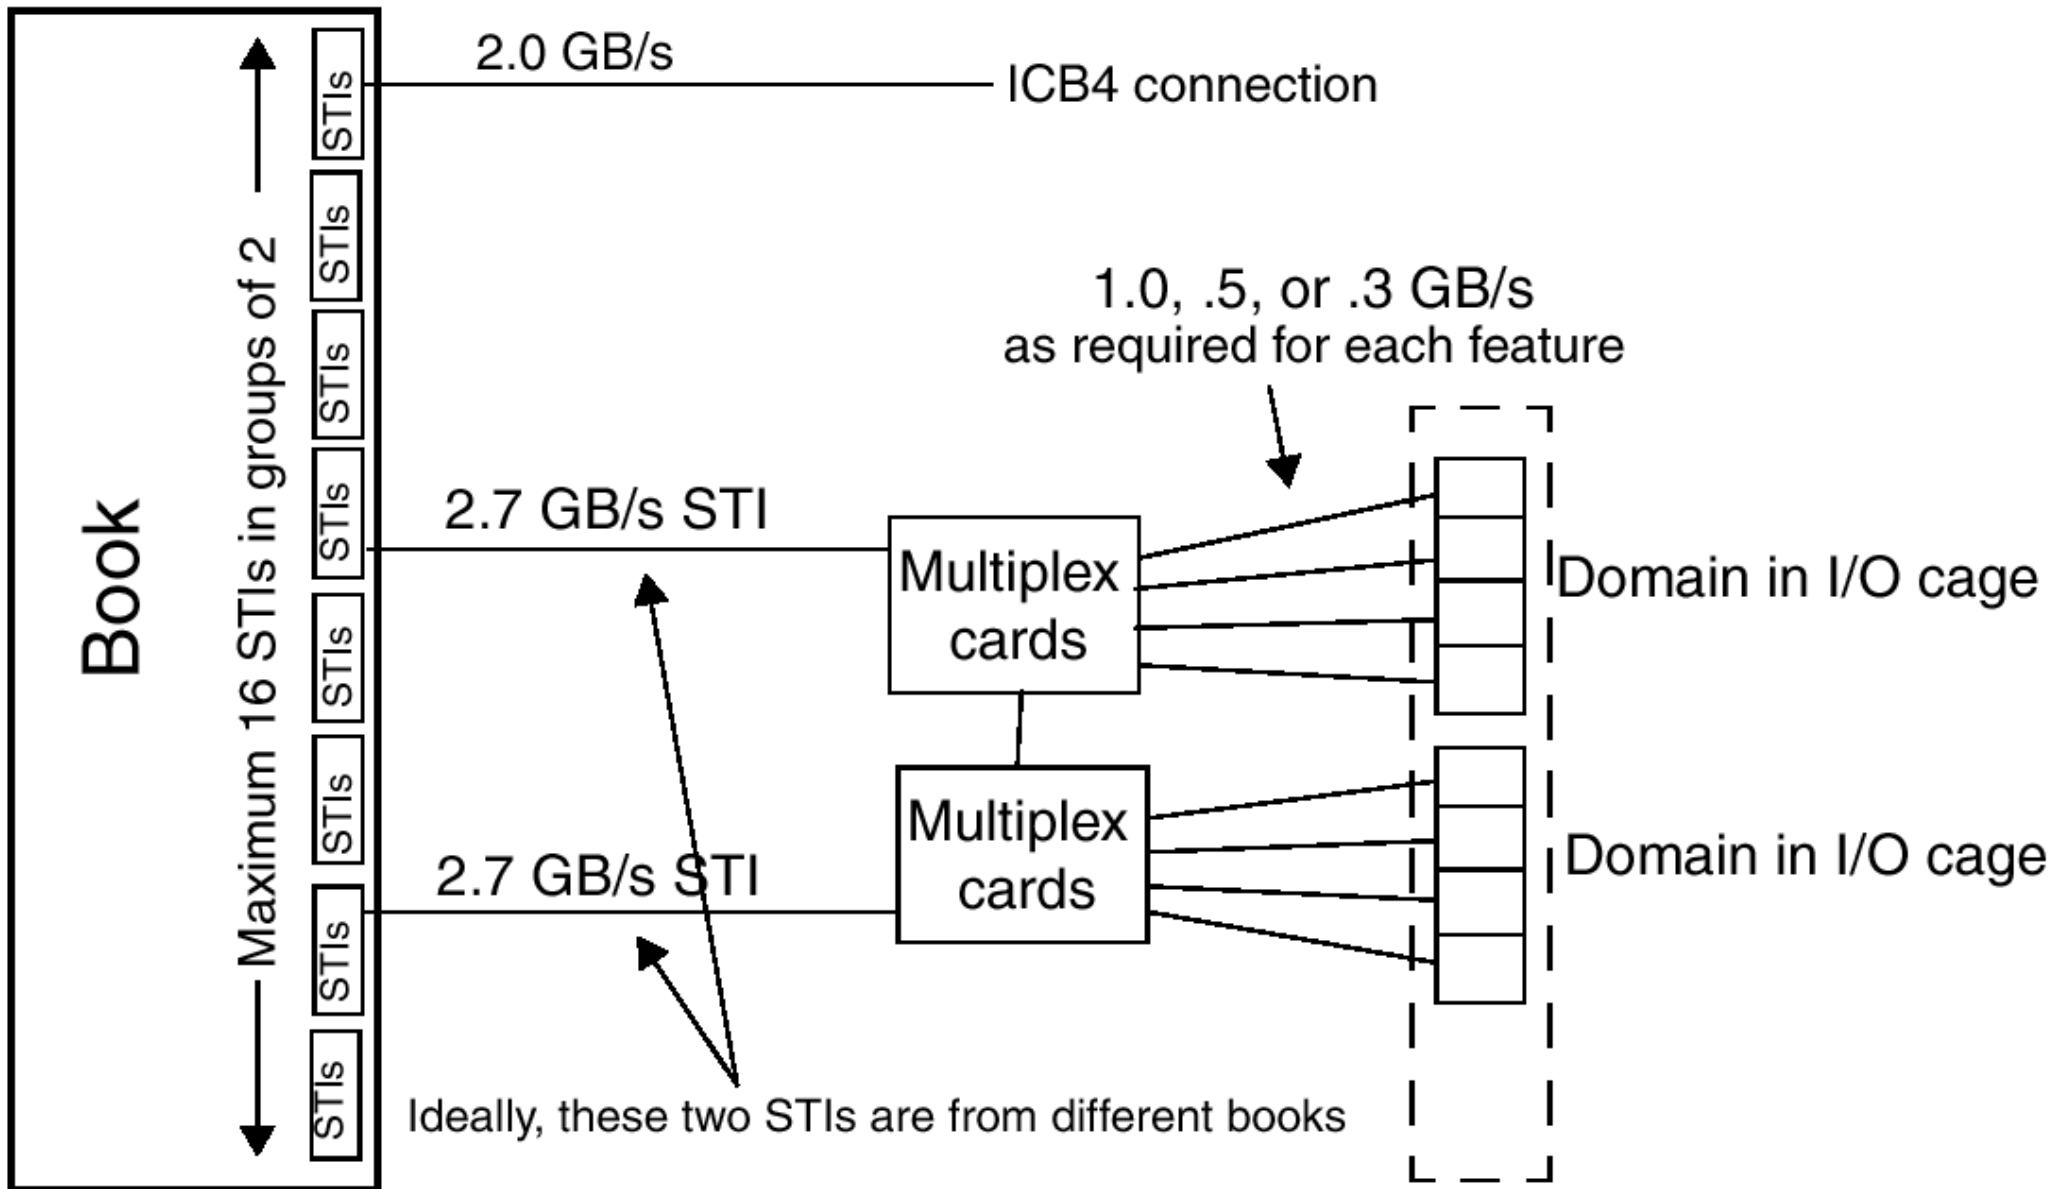 Book
Maximum 16 STIs in groups of 2
STIs
STIs
STIs
STIs
STIs
STIs
STIs
STIs
2.0 GB/s
ICB4 connection
1.0, .5, or .3 GB/s
as required for each feature
2.7 GB/s STI
Multiplex
cards
Domain in I/O cage
2.7 GB/s STI
Multiplex
cards
Domain in I/O cage
Ideally, these two STIs are from different books